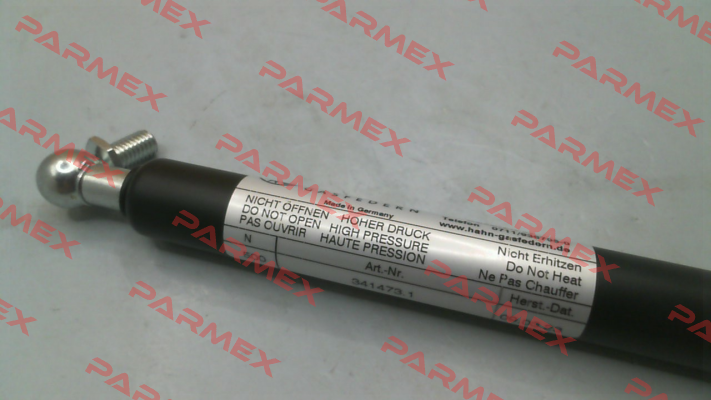 PARMEX
Made in Germany
www.hahn-gasfedern.de
NICHT ÖFFNEN HOHER DRUCK Nicht Erhitzen
DO NOT OPEN HIGH PRESSURE Do Not Heat
PAS OUVRIR HAUTE PRESSION Ne Pas Chauffer
N Art.-Nr. Herst.-Dat.
341473 1